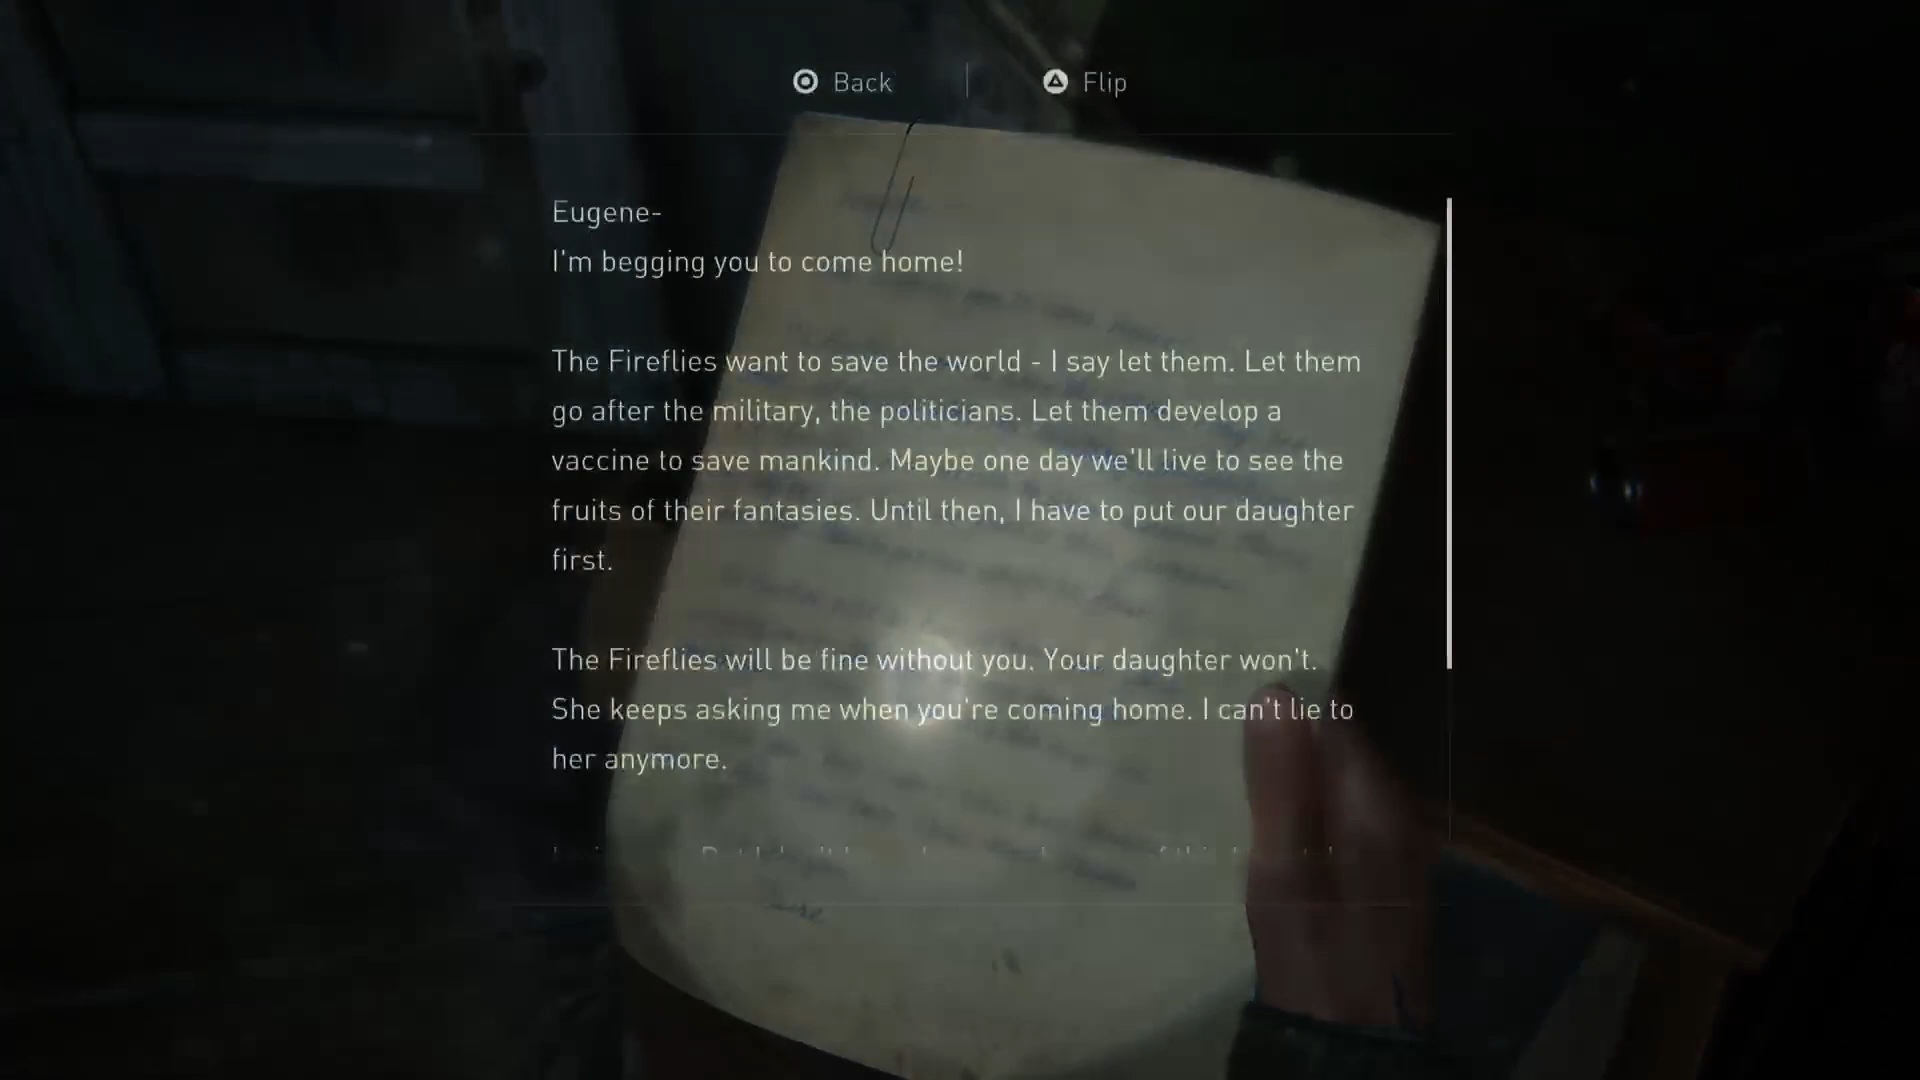 Back
Flip
Eugene-
I'm begging you to come home!
The Fireflies want to save the world - I say let them. Let them
go after the military, the politicians. Let them develop a
vaccine to save mankind. Maybe one day we'll live to see the
fruits of their fantasies. Until then, I have to put our daughter
first.
The Fireflies will be fine without you. Your daughter won't.
She keeps asking me when you're coming home. I can't lie to
her anymore.